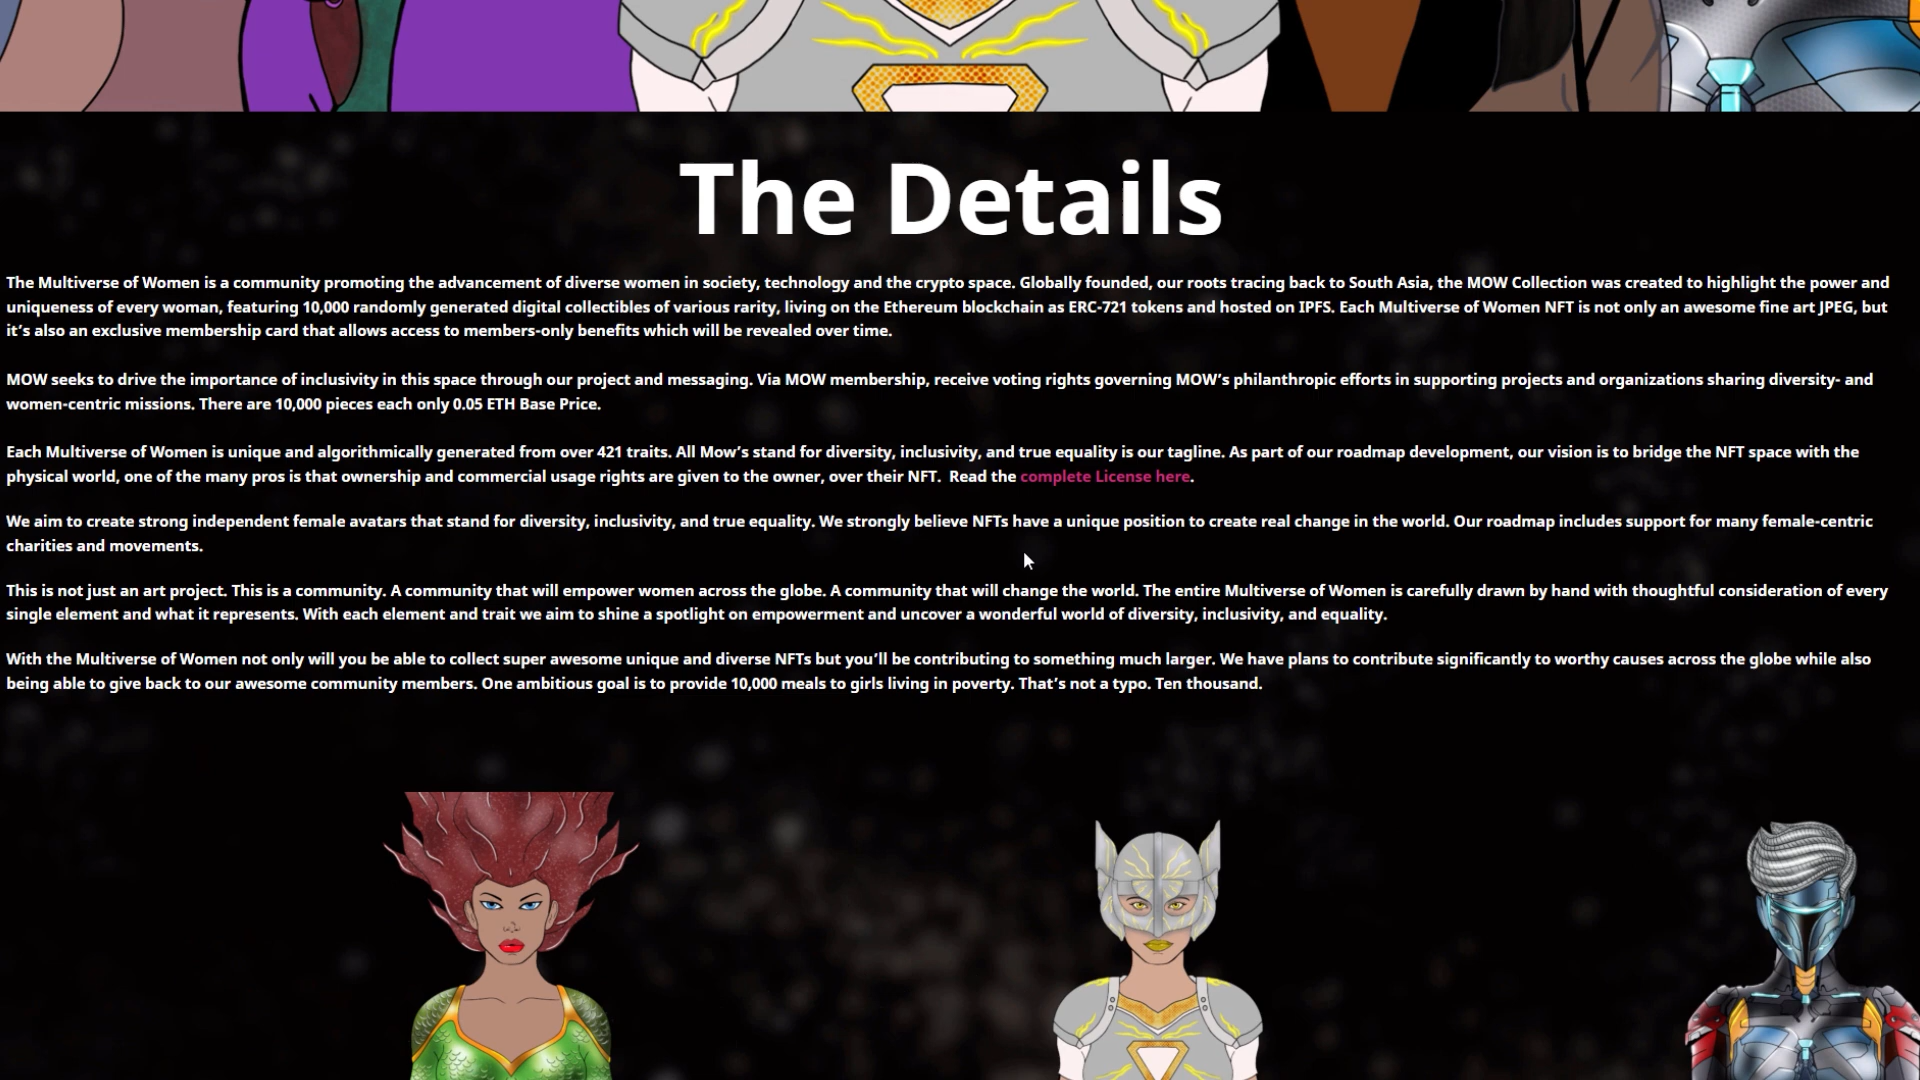 The Details
The Multiverse of Women is a community promoting the advancement of diverse women in society, technology and the crypto space. Globally founded, our roots tracing back to South Asia, the MOW Collection was created to highlight the power and
uniqueness of every woman, featuring 10,000 randomly generated digital collectibles of various rarity, living on the Ethereum blockchain as ERC-721 tokens and hosted on IPFS. Each Multiverse of Women NFT is not only an awesome fine art JPEG, but
it’s also an exclusive membership card that allows access to members-only benefits which will be revealed over time.
MOW seeks to drive the importance of inclusivity in this space through our project and messaging. Via MOW membership, receive voting rights governing MOW’s philanthropic efforts in supporting projects and organizations sharing diversity- and
women-centric missions. There are 10,000 pieces each only 0.05 ETH Base Price.
Each Multiverse of Women is unique and algorithmically generated from over 421 traits. All Mow’s stand for diversity, inclusivity, and true equality is our tagline. As part of our roadmap development, our vision is to bridge the NFT space with the
physical world, one of the many pros is that ownership and commercial usage rights are given to the owner, over their NFT. Read the complete License here.
We aim to create strong independent female avatars that stand for diversity, inclusivity, and true equality. We strongly believe NFTs have a unique position to create real change in the world. Our roadmap includes support for many female-centric
charities and movements.
This is not just an art project. This is a community. A community that will empower women across the globe. A community that will change the world. The entire Multiverse of Women is carefully drawn by hand with thoughtful consideration of every
single element and what it represents. With each element and trait we aim to shine a spotlight on empowerment and uncover a wonderful world of diversity, inclusivity, and equality.
With the Multiverse of Women not only will you be able to collect super awesome unique and diverse NFTs but you’ll be contributing to something much larger. We have plans to contribute significantly to worthy causes across the globe while also
being able to give back to our awesome community members. One ambitious goal is to provide 10,000 meals to girls living in poverty. That’s not a typo. Ten thousand.